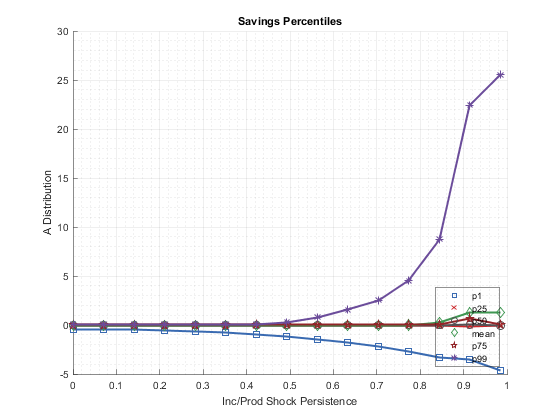 Savings Percentiles
30
25
20
15
10
5
0
-5
A Distribution
0 0.1 0.2 0.3 0.4 0.5 0.6 0.7 0.8 0.9 1
Inc/Prod Shock Persistence
p1
p25
p50
mean
p75
p99